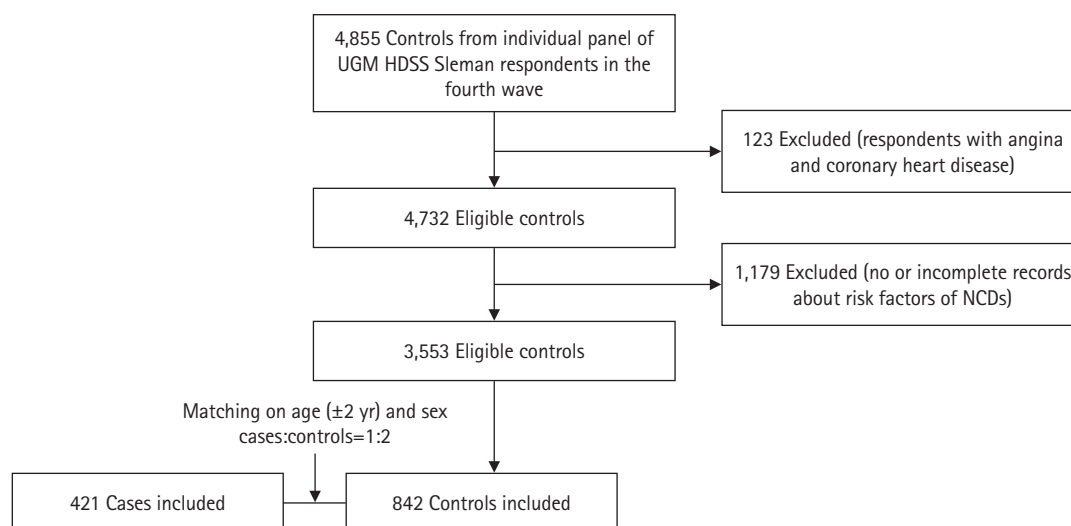 4,855 Controls from individual panel of
UGM HDSS Sleman respondents in the
fourth wave
123 Excluded (respondents with angina
and coronary heart disease)
4,732 Eligible controls
1,179 Excluded (no or incomplete records
about risk factors of NCDs)
3,553 Eligible controls
Matching on age (±2 yr) and sex
cases:controls=1:2
421 Cases included
842 Controls included